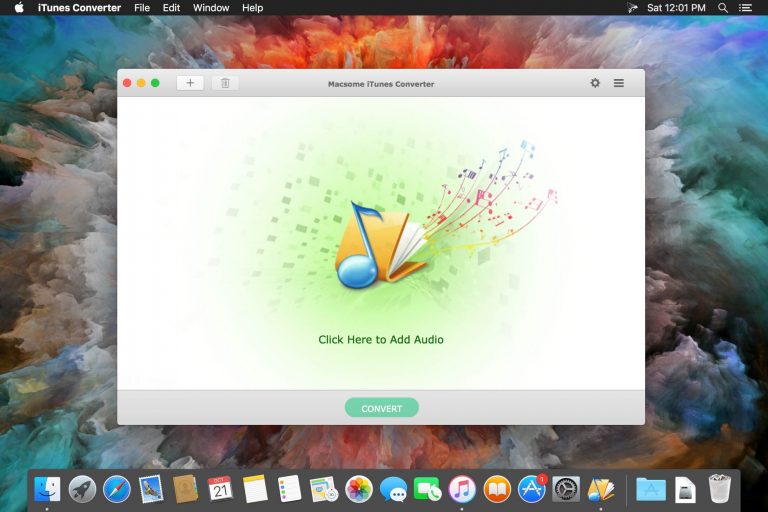 iTunes Converter File Edit Window Help Sat 12:01 PM
Macsome iTunes Converter
Click Here to Add Audio
CONVERT
OCT
21
1